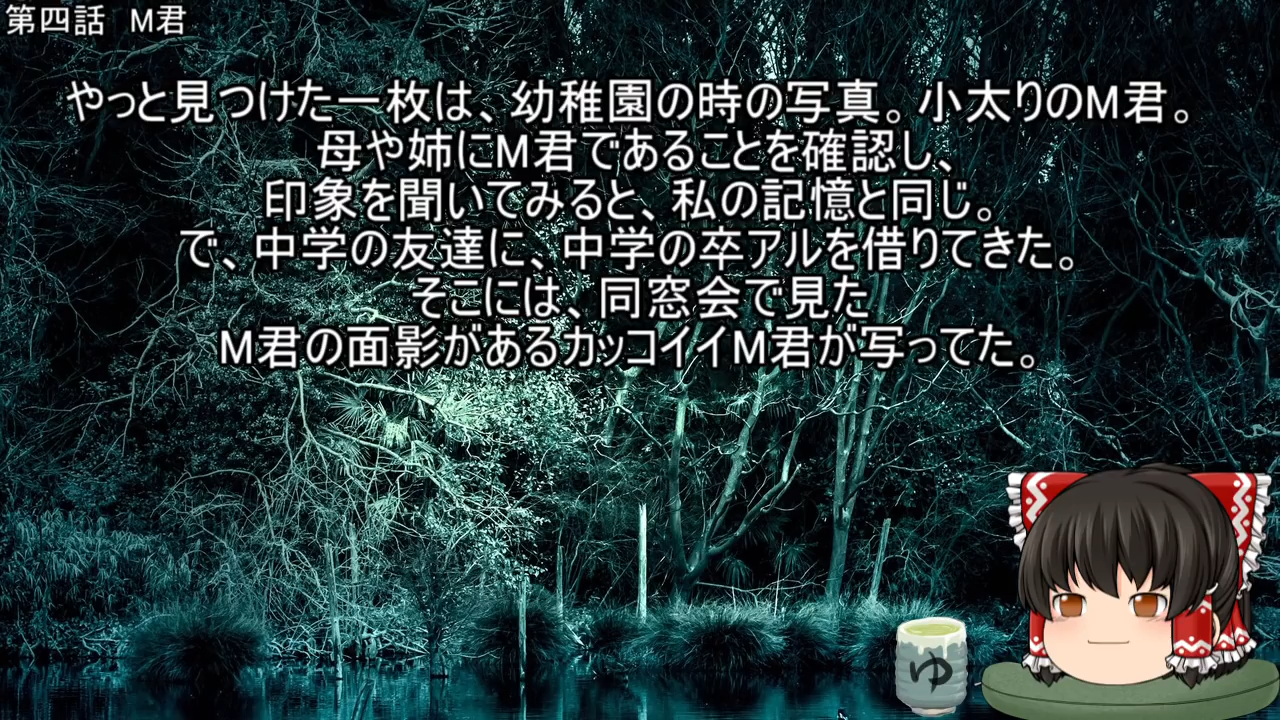 第四話　M君
やっと見つけた一枚は、幼稚園の時の写真。小太りのM君。
母や姉にM君であることを確認し、
印象を聞いてみると、私の記憶と同じ。
で、中学の友達に、中学の卒アルを借りてきた。
そこには、同窓会で見た
M君の面影があるカッコイイM君が写ってた。
ゆ